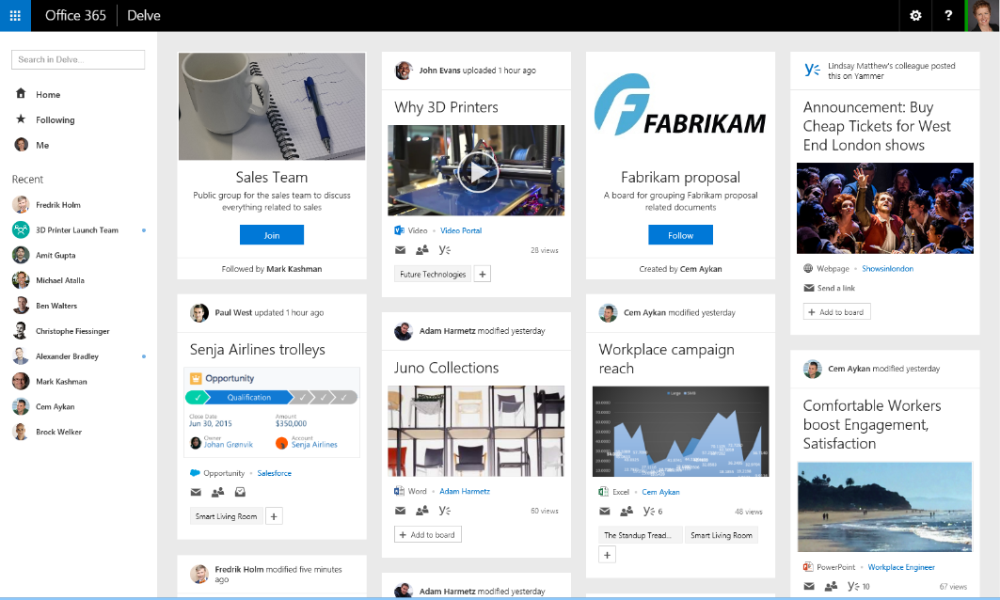 Office 365
Delve
?
Search in Delve...
Home
Following
Me
Recent
Fredrik Holm
3D Printer Launch Team
Amit Gupta
Michael Atalla
Ben Walters
Christophe Fiessinger
Alexander Bradley
Mark Kashman
Cem Aykan
Brock Welker
Sales Team
Public group for the sales team to discuss
everything related to sales
Join
Followed by Mark Kashman
Paul West updated 1 hour ago
Senja Airlines trolleys
Opportunity
Qualification
Close Date
Jun 30, 2015
Amount
$350,000
Owner
Johan Grønvik
Account
Senja Airlines
Opportunity • Salesforce
Smart Living Room +
Fredrik Holm modified five minutes
ago
John Evans uploaded 1 hour ago
Why 3D Printers
Video • Video Portal
28 views
Future Technologies +
Adam Harmetz modified yesterday
Juno Collections
Word • Adam Harmetz
50 views
+ Add to board
Adam Harmetz modified yesterday
FABRIKAM
Fabrikam proposal
A board for grouping Fabrikam proposal
related documents
Follow
Created by Cem Aykan
Cem Aykan modified yesterday
Workplace campaign
reach
Excel • Cem Aykan
6
48 views
The Standup Tread... Smart Living Room
+
Lindsay Matthew's colleague posted
this on Yammer
Announcement: Buy
Cheap Tickets for West
End London shows
Webpage • Showsinlondon
Send a link
+ Add to board
Cem Aykan modified yesterday
Comfortable Workers
boost Engagement,
Satisfaction
PowerPoint • Workplace Engineer
10
67 views